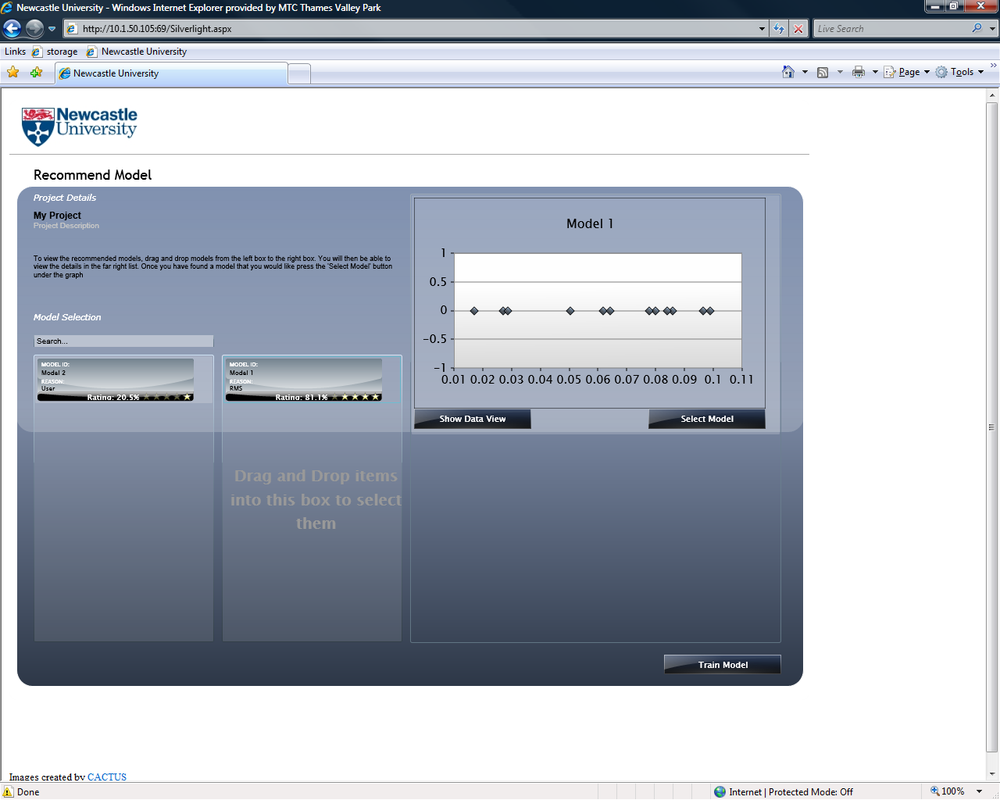 Newcastle University - Windows Internet Explorer provided by MTC Thames Valley Park
http://10.1.50.105:69/Silverlight.aspx
Live Search
Links storage Newcastle University
Newcastle University
Page Tools
Newcastle
University
Recommend Model
Project Details
My Project
Project Description
To view the recommended models, drag and drop models from the left box to the right box. You will then be able to
view the details in the far right list. Once you have found a model that you would like press the 'Select Model' button
under the graph
Model Selection
Search...
MODEL ID:
Model 2
REASON:
User
Rating: 20.5%
MODEL ID:
Model 1
REASON:
RMS
Rating: 81.1%
Drag and Drop items
into this box to select
them
Model 1
1
0.5
0
-0.5
-1
0.01 0.02 0.03 0.04 0.05 0.06 0.07 0.08 0.09 0.1 0.11
Show Data View
Select Model
Train Model
Images created by CACTUS
Done
Internet | Protected Mode: Off
100%